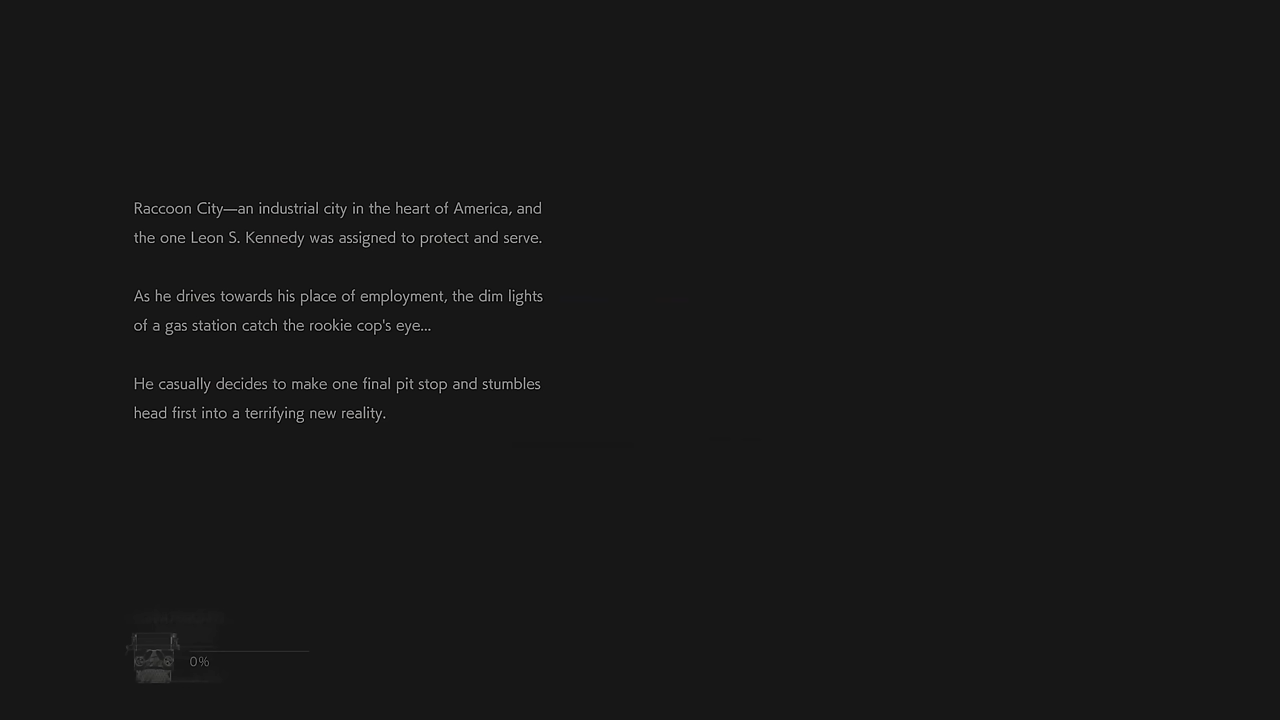 Raccoon City—an industrial city in the heart of America, and
the one Leon S. Kennedy was assigned to protect and serve.
As he drives towards his place of employment, the dim lights
of a gas station catch the rookie cop's eye...
He casually decides to make one final pit stop and stumbles
head first into a terrifying new reality.
0%